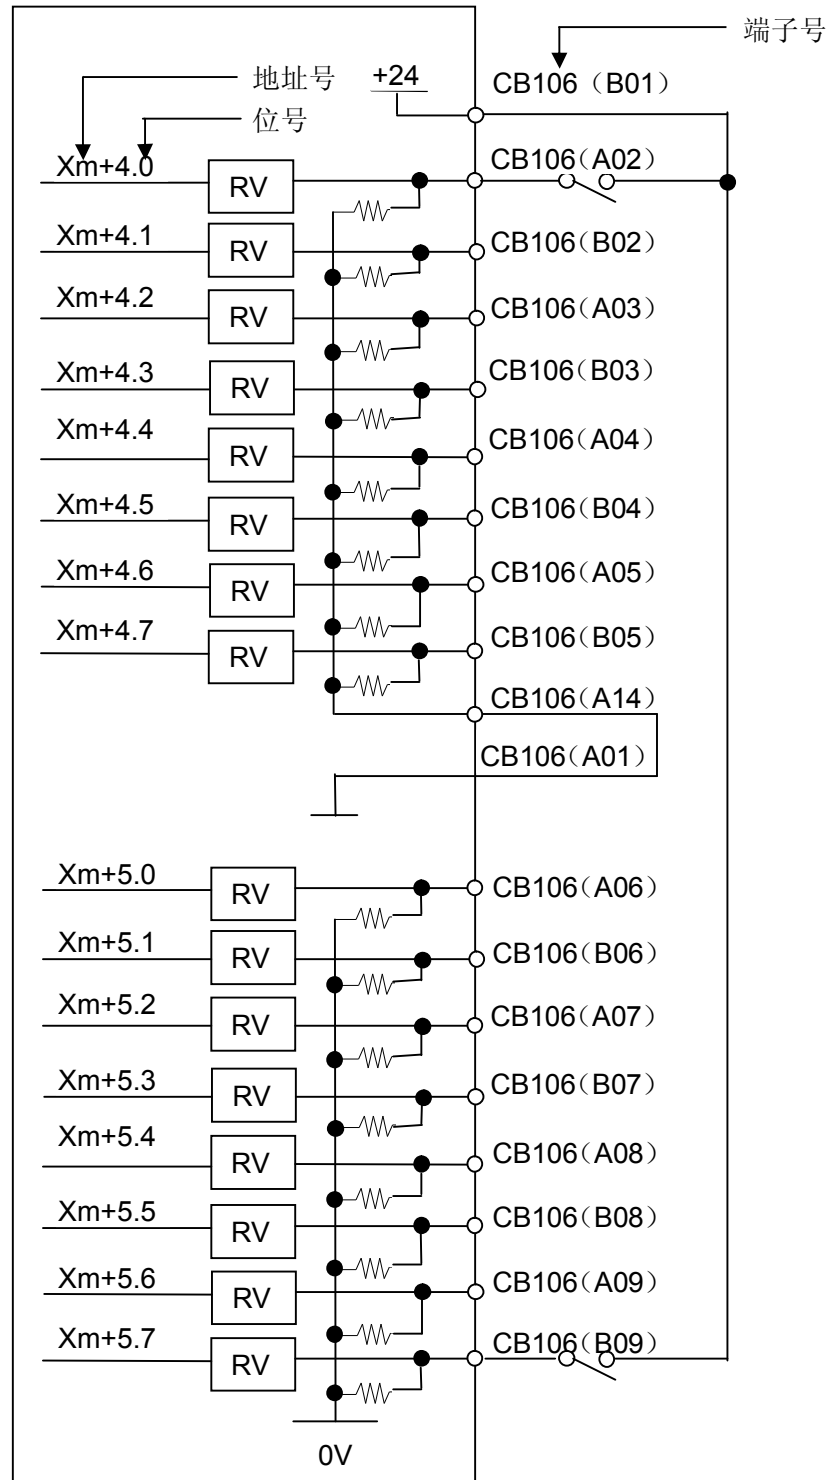 端子号
地址号
+24
CB106（B01）
位号
Xm+4.0
RV
CB106(A02)
Xm+4.1
RV
CB106(B02)
Xm+4.2
RV
CB106(A03)
Xm+4.3
RV
CB106(B03)
Xm+4.4
RV
CB106(A04)
Xm+4.5
RV
CB106(B04)
Xm+4.6
RV
CB106(A05)
Xm+4.7
RV
CB106(B05)
CB106(A14)
CB106(A01)
Xm+5.0
RV
CB106(A06)
Xm+5.1
RV
CB106(B06)
Xm+5.2
RV
CB106(A07)
Xm+5.3
RV
CB106(B07)
Xm+5.4
RV
CB106(A08)
Xm+5.5
RV
CB106(B08)
Xm+5.6
RV
CB106(A09)
Xm+5.7
RV
CB106(B09)
0V